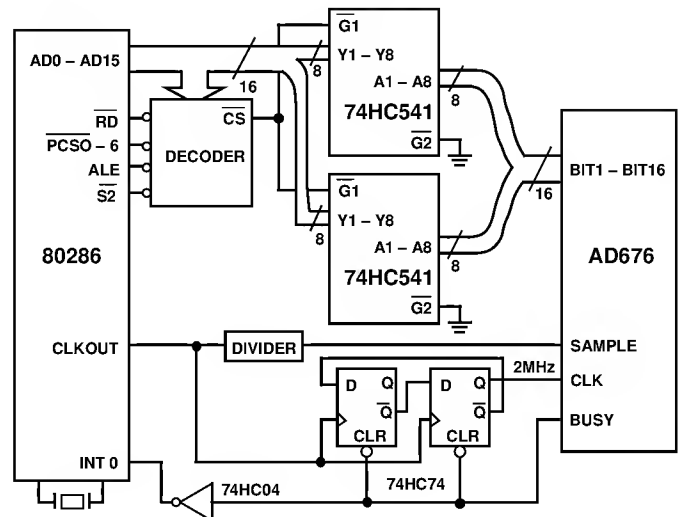 G1
AD0 – AD15
Y1 – Y8
8
16
A1 – A8
8
74HC541
RD
CS
PCSO – 6
DECODER
G2
ALE
S2
G1
BIT1 – BIT16
16
Y1 – Y8
8
A1 – A8
8
80286
74HC541
AD676
G2
CLKOUT
DIVIDER
SAMPLE
2MHz
D Q
D Q
CLK
Q
Q
BUSY
CLR
CLR
INT 0
74HC04
74HC74